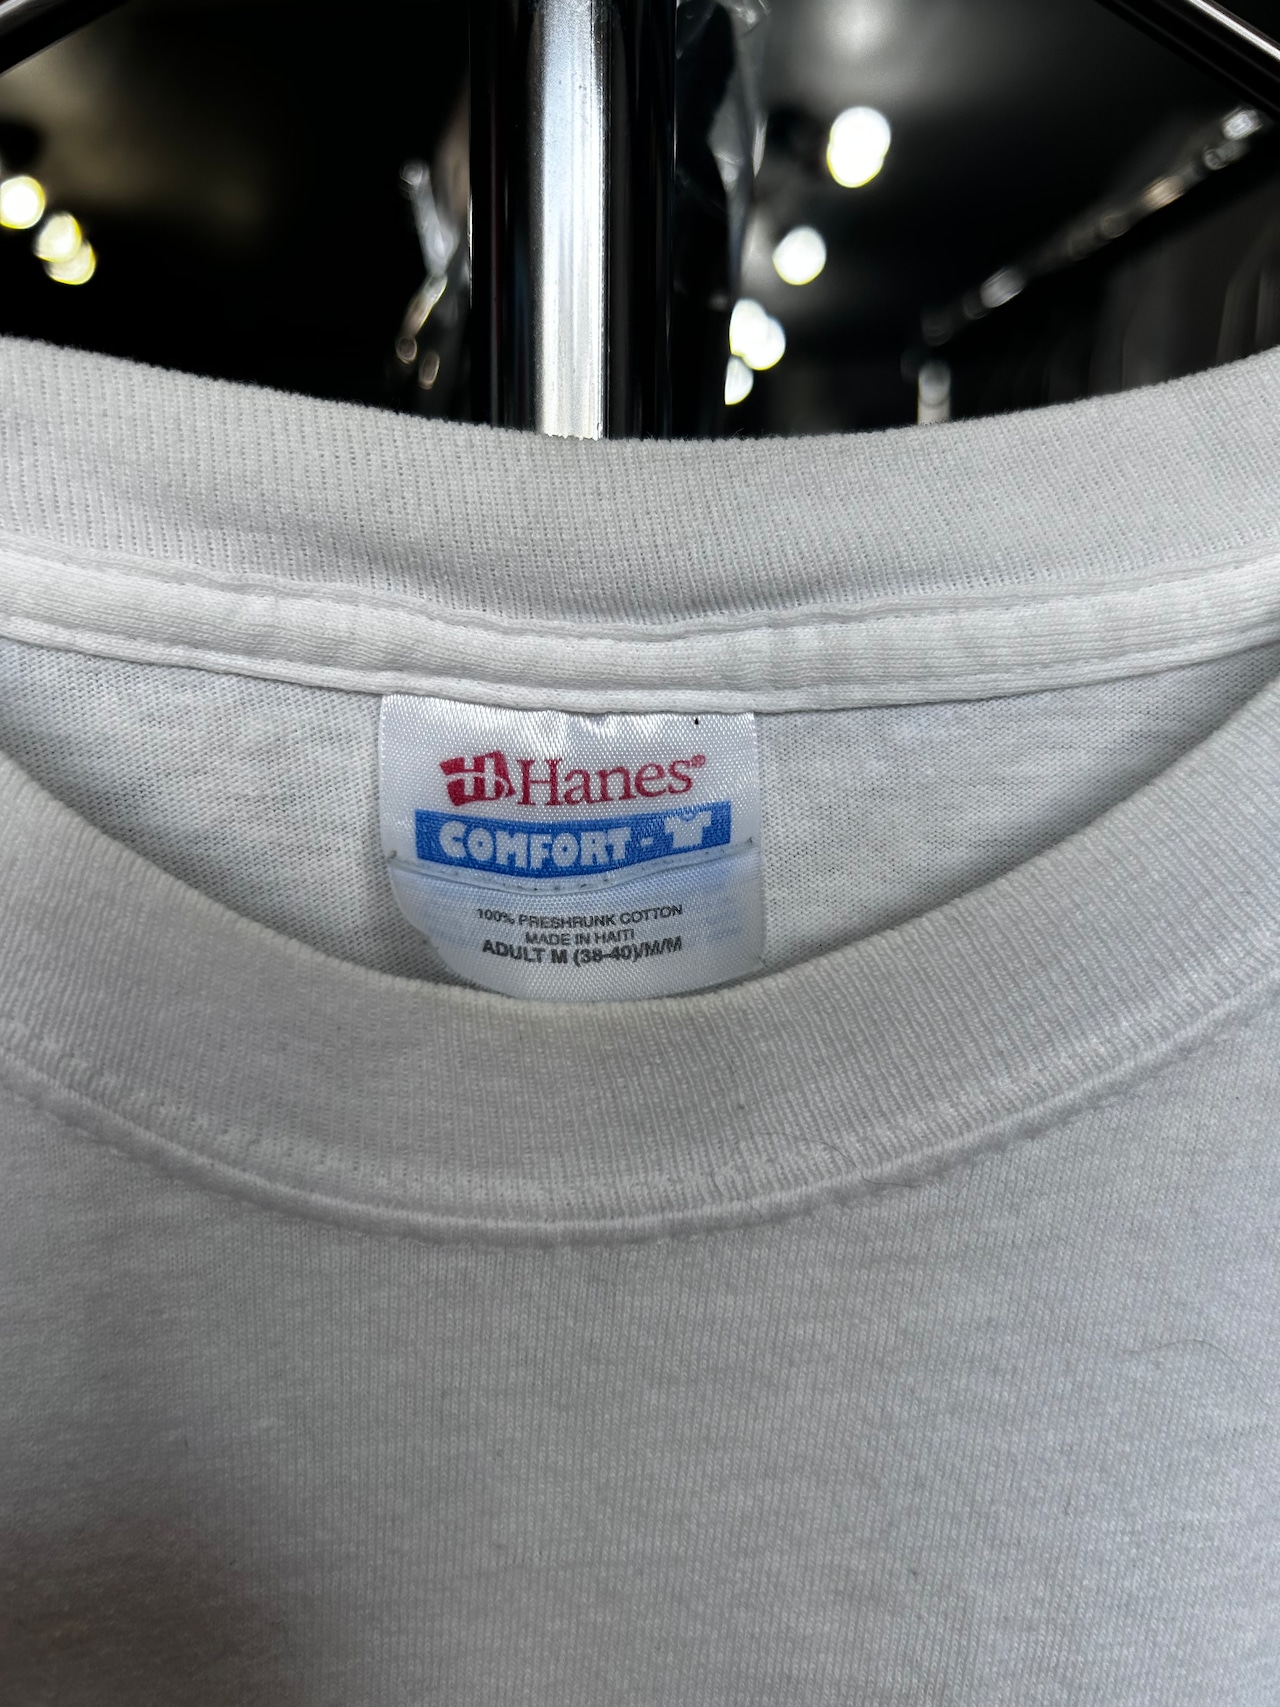 Hanes®
COMFORT-
100% PRESHRUNK COTTON
MADE IN HAITI
ADULT M (38-40)/M/M